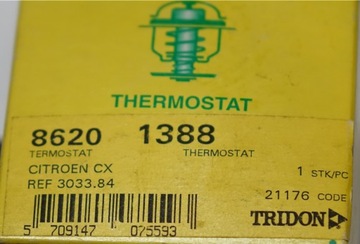 THERMOSTAT
8620 1388
TERMOSTAT THERMOSTAT
CITROEN CX
REF 3033.84
1 STK/PC
21176 CODE
TRIDON
5 709147 075593